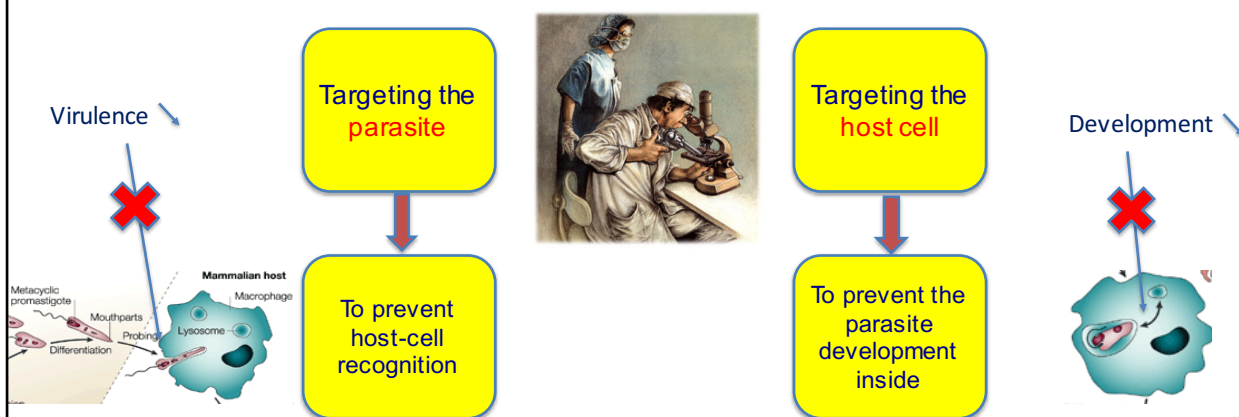 Virulence
Metacyclic
promastigote
Mouthparts
Probing
Differentiation
Mammalian host
Macrophage
Lysosome
Targeting the
parasite
To prevent
host-cell
recognition
Targeting the
host cell
To prevent the
parasite
development
inside
Development